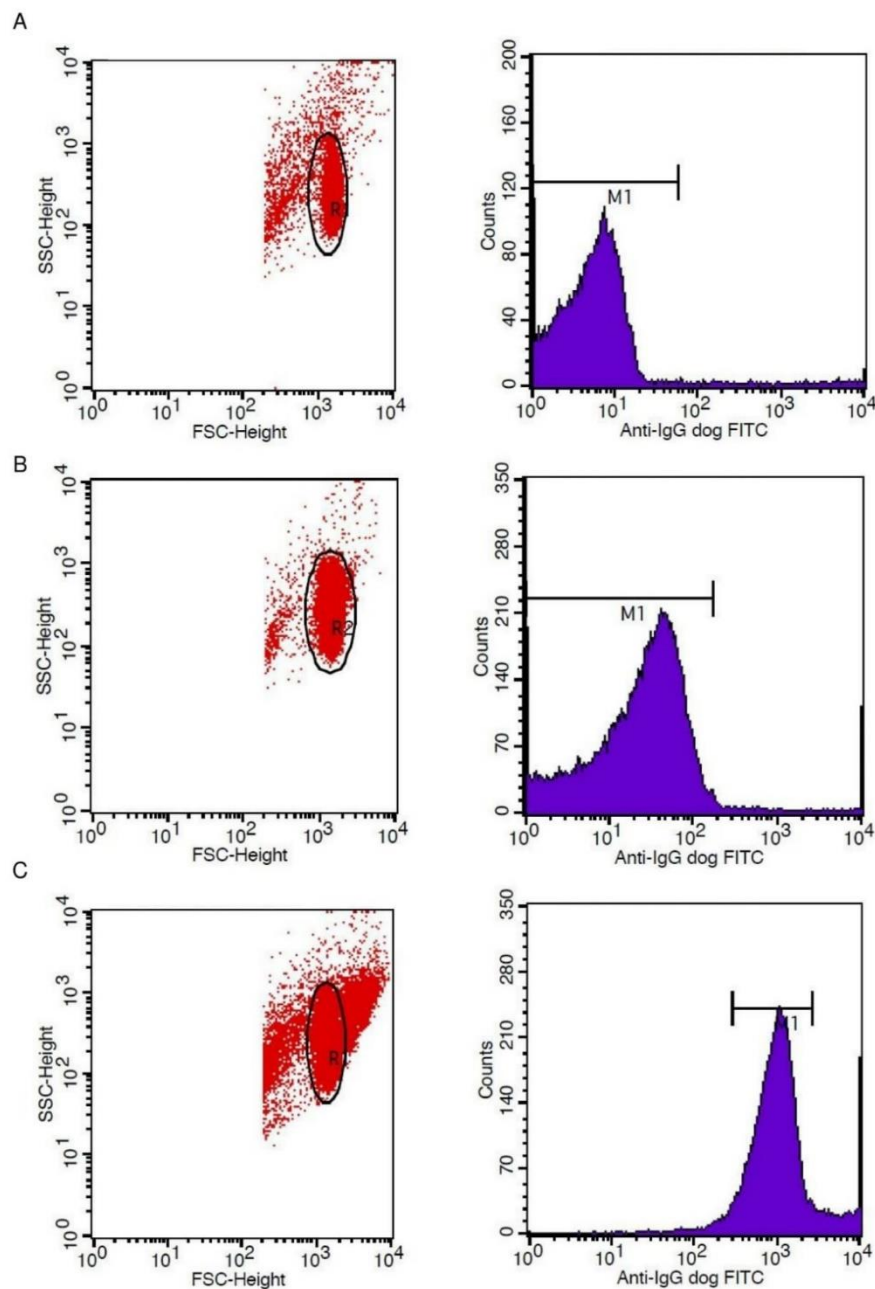 A
10^4
10^3
10^2
10^1
10^0
SSC-Height
10^0 10^1 10^2 10^3 10^4
FSC-Height
R
200
160
120
80
40
0
Counts
M1
10^0 10^1 10^2 10^3 10^4
Anti-IgG dog FITC
B
10^4
10^3
10^2
10^1
10^0
SSC-Height
10^0 10^1 10^2 10^3 10^4
FSC-Height
R2
350
280
210
140
70
0
Counts
M1
10^0 10^1 10^2 10^3 10^4
Anti-IgG dog FITC
C
10^4
10^3
10^2
10^1
10^0
SSC-Height
10^0 10^1 10^2 10^3 10^4
FSC-Height
R
350
280
210
140
70
0
Counts
10^0 10^1 10^2 10^3 10^4
Anti-IgG dog FITC